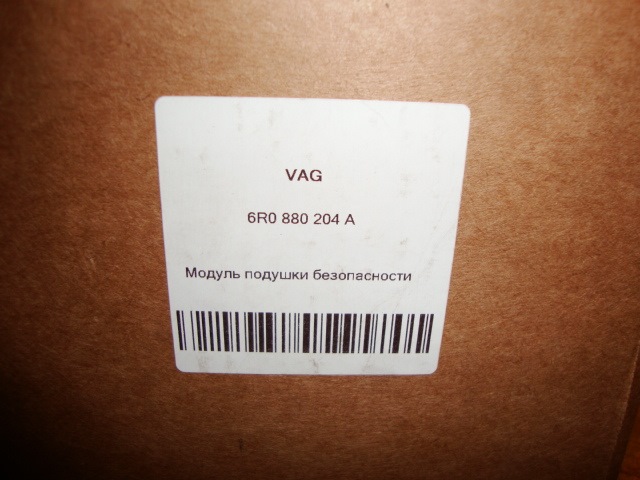 VAG
6R0 880 204 A
Модуль подушки безопасности